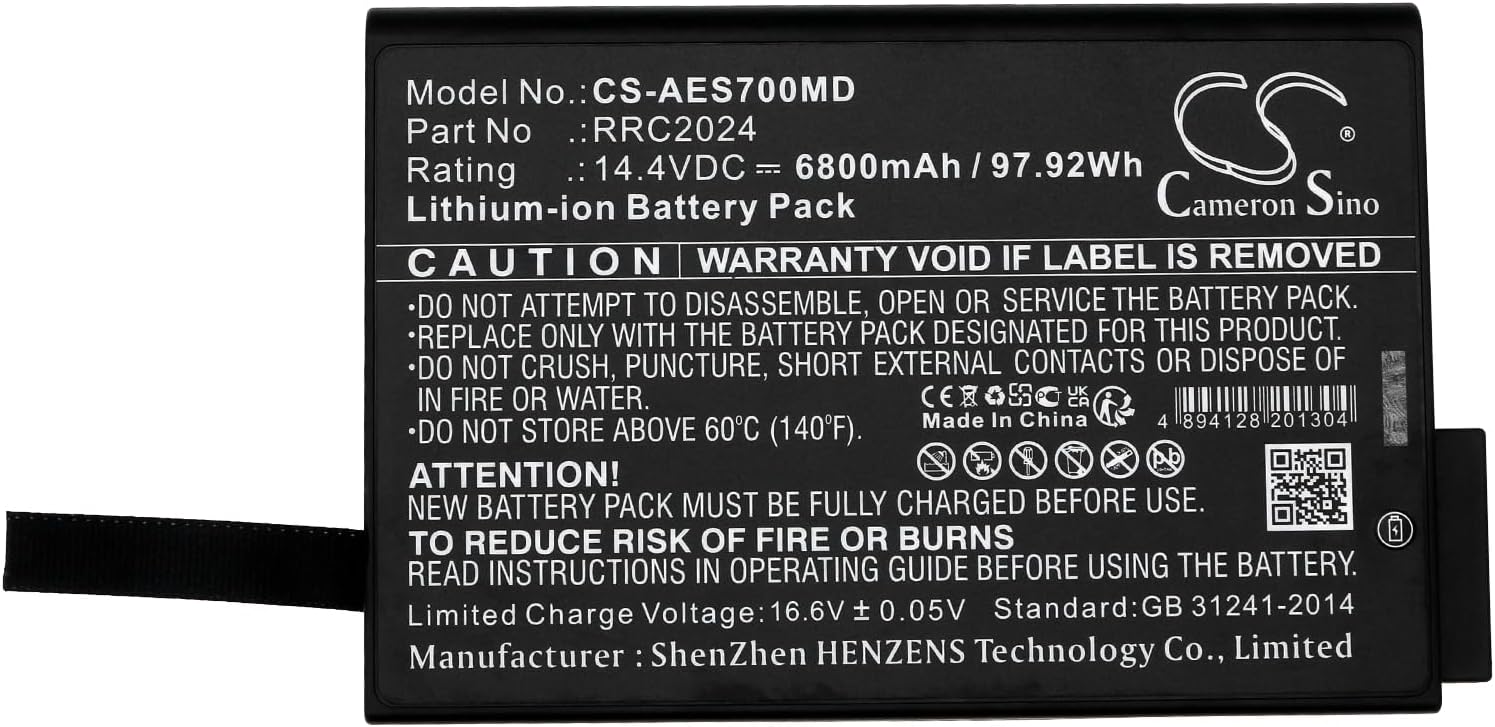 Model No.:CS-AES700MD
Part No .:RRC2024
Rating .:14.4VDC ⎓ 6800mAh / 97.92Wh
Lithium-ion Battery Pack
Cameron Sino
®
CAUTION | WARRANTY VOID IF LABEL IS REMOVED
•DO NOT ATTEMPT TO DISASSEMBLE, OPEN OR SERVICE THE BATTERY PACK.
•REPLACE ONLY WITH THE BATTERY PACK DESIGNATED FOR THIS PRODUCT.
•DO NOT CRUSH, PUNCTURE, SHORT EXTERNAL CONTACTS OR DISPOSE OF
IN FIRE OR WATER.
•DO NOT STORE ABOVE 60°C (140°F).
CE UK CA
Made In China
4 894128 201304
Pb
ATTENTION!
NEW BATTERY PACK MUST BE FULLY CHARGED BEFORE USE.
TO REDUCE RISK OF FIRE OR BURNS
READ INSTRUCTIONS IN OPERATING GUIDE BEFORE USING THE BATTERY.
Limited Charge Voltage:16.6V ± 0.05V Standard:GB 31241-2014
Manufacturer : ShenZhen HENZENS Technology Co., Limited